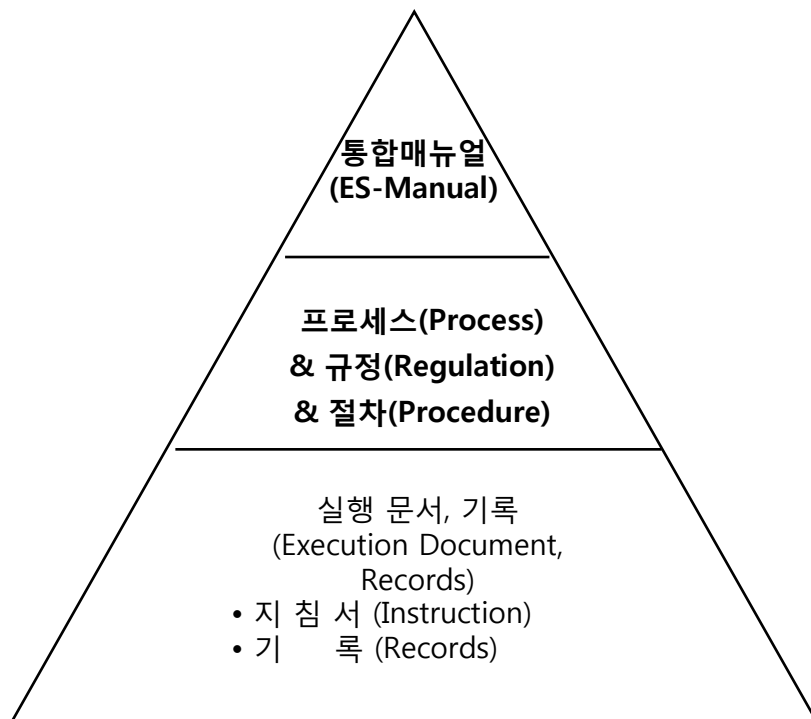 통합매뉴얼
(ES-Manual)
프로세스(Process)
& 규정(Regulation)
& 절차(Procedure)
실행 문서, 기록
(Execution Document,
Records)
• 지 침 서 (Instruction)
• 기 록 (Records)